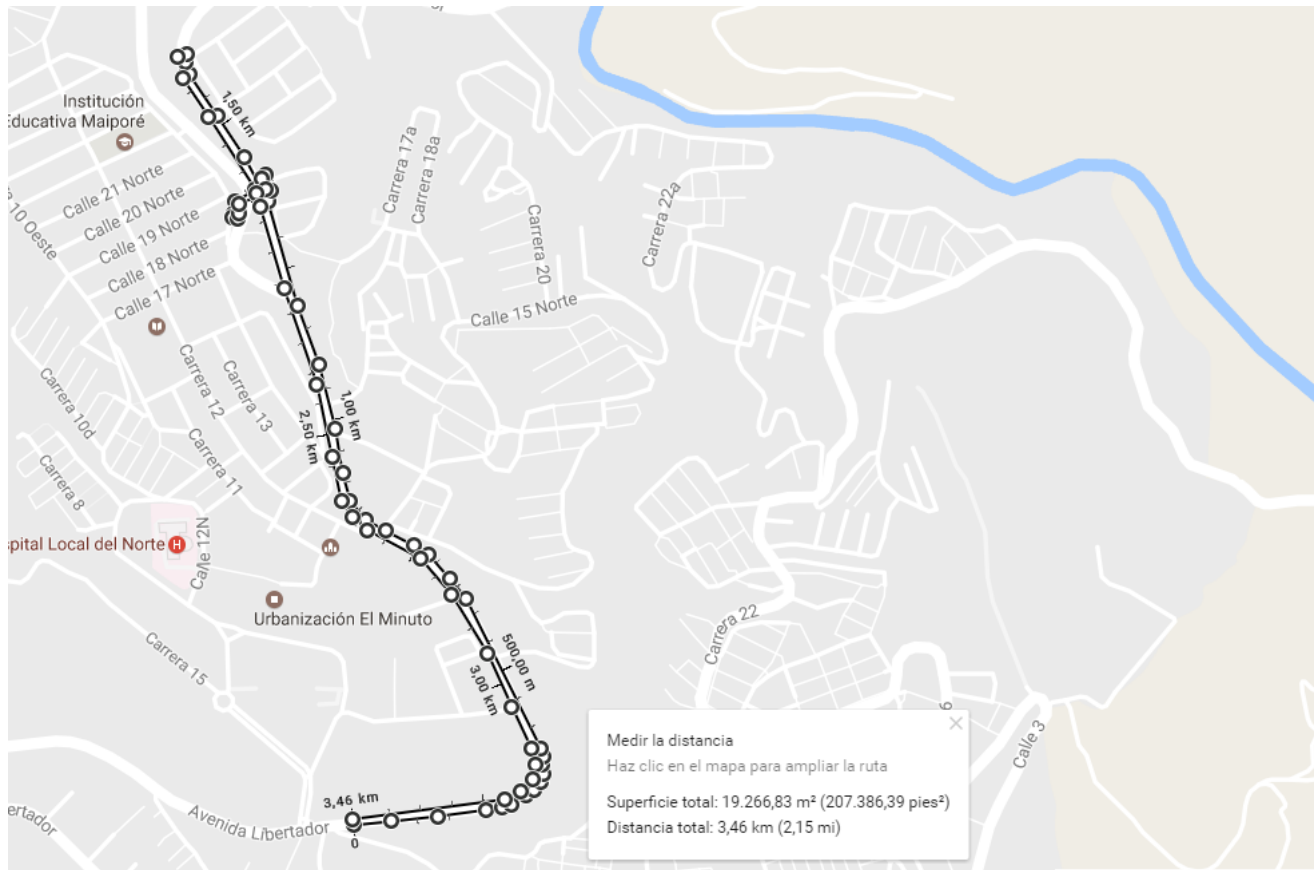 1,50 km
Institución
Educativa Maiporé
Calle 21 Norte
Calle 20 Norte
Calle 19 Norte
Calle 18 Norte
Calle 17 Norte
10 Oeste
Carrera 17a
Carrera 18a
Carrera 20
Carrera 22a
Calle 15 Norte
Carrera 12
Carrera 13
Carrera 10d
Carrera 11
Carrera 8
1,00 km
2,50 km
spital Local del Norte
H
Calle 12N
Urbanización El Minuto
Carrera 15
500,00 m
3,00 km
Carrera 22
6
Calle 3
3,46 km
0
Avenida Libertador
ertador
Medir la distancia
Haz clic en el mapa para ampliar la ruta
Superficie total: 19.266,83 m² (207.386,39 pies²)
Distancia total: 3,46 km (2,15 mi)